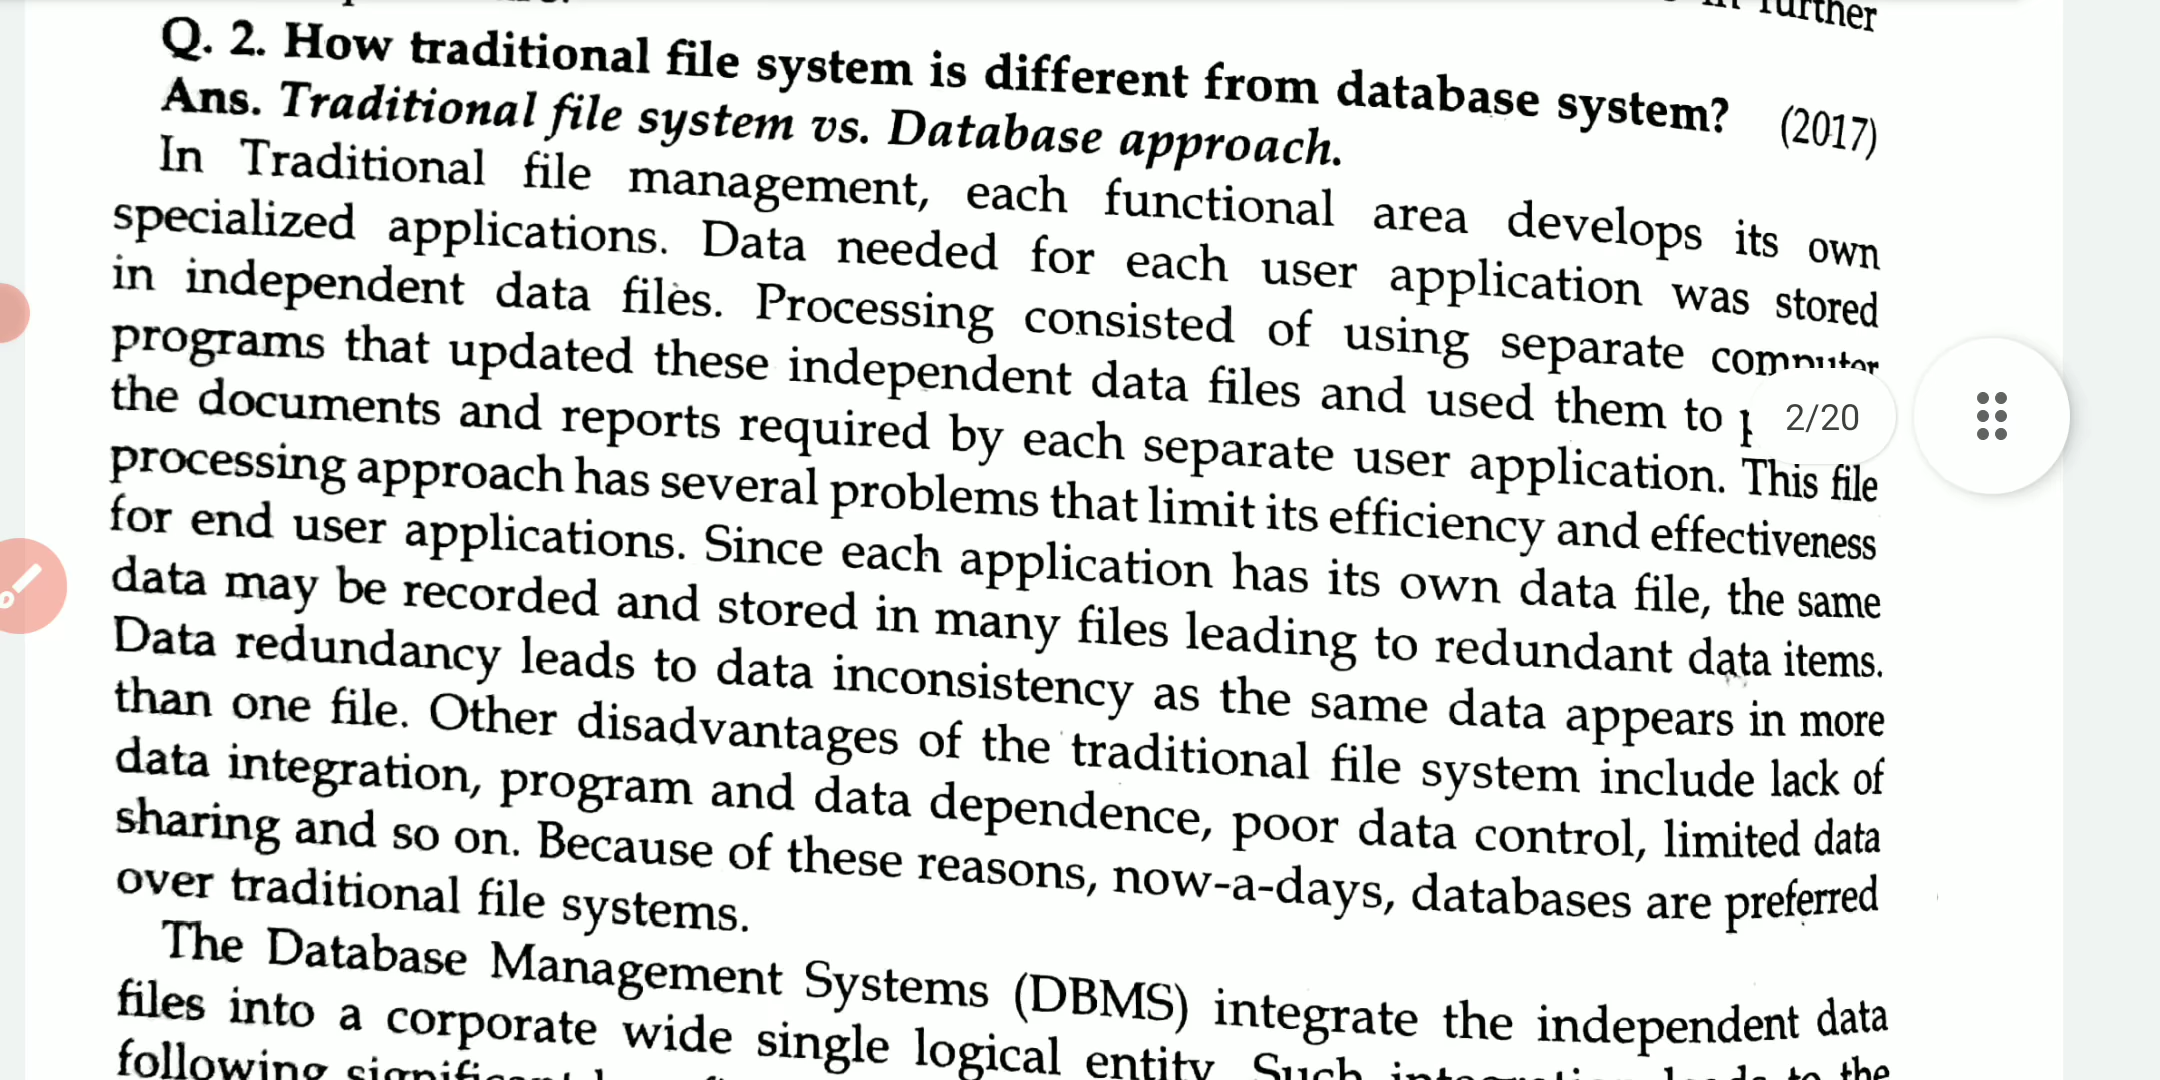 further
Q. 2. How traditional file system is different from database system? (2017)
Ans. Traditional file system vs. Database approach.
In Traditional file management, each functional area develops its own
specialized applications. Data needed for each user application was stored
in independent data files. Processing consisted of using separate computer
programs that updated these independent data files and used them to
2/20
the documents and reports required by each separate user application. This file
processing approach has several problems that limit its efficiency and effectiveness
for end user applications. Since each application has its own data file, the same
data may be recorded and stored in many files leading to redundant data items.
Data redundancy leads to data inconsistency as the same data appears in more
than one file. Other disadvantages of the traditional file system include lack of
data integration, program and data dependence, poor data control, limited data
sharing and so on. Because of these reasons, now-a-days, databases are preferred
over traditional file systems.
The Database Management Systems (DBMS) integrate the independent data
files into a corporate wide single logical entity. Such integration leads to the
following